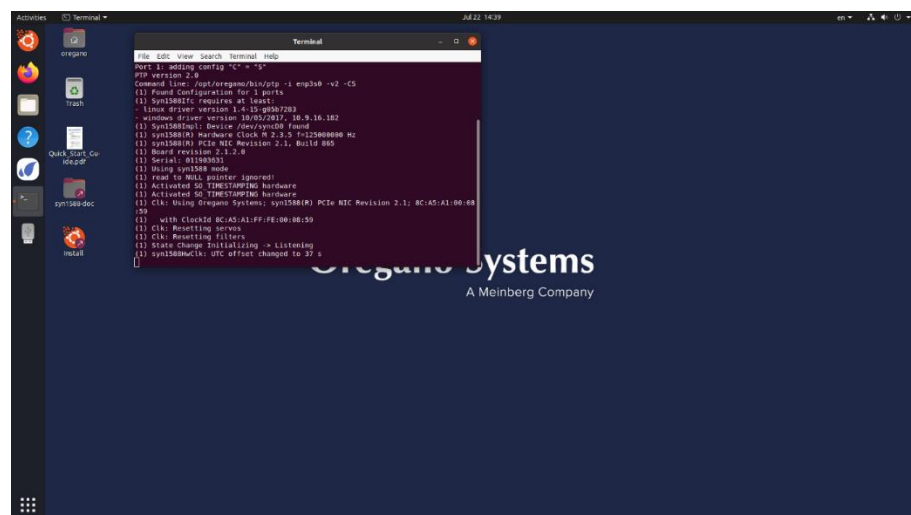 Activities
Terminal
Jul 22 14:39
en
oregano
Trash
Quick_Start_Gu-
ide.pdf
syn1588-doc
Install
Terminal
File Edit View Search Terminal Help
Port 1: adding config "C" = "S"
PTP version 2.0
Command line: /opt/oregano/bin/ptp -i enp3s0 -v2 -CS
(1) Found Configuration for 1 ports
(1) Syn1588Ifc requires at least:
- linux driver version 1.4-15-g05b7203
- windows driver version 10/05/2017, 10.9.16.182
(1) Syn1588Impl: Device /dev/syncD0 found
(1) syn1588(R) Hardware Clock M 2.3.5 f=125000000 Hz
(1) syn1588(R) PCIe NIC Revision 2.1, Build 865
(1) Board revision 2.1.2.0
(1) Serial: 011903631
(1) Using syn1588 mode
(1) read to NULL pointer ignored!
(1) Activated SO_TIMESTAMPING hardware
(1) Activated SO_TIMESTAMPING hardware
(1) Clk: Using Oregano Systems; syn1588(R) PCIe NIC Revision 2.1; 8C:A5:A1:00:08
:59
(1) with ClockId 8C:A5:A1:FF:FE:00:08:59
(1) Clk: Resetting servos
(1) Clk: Resetting filters
(1) State Change Initializing -> Listening
(1) syn1588HwClk: UTC offset changed to 37 s
Oregano Systems
A Meinberg Company